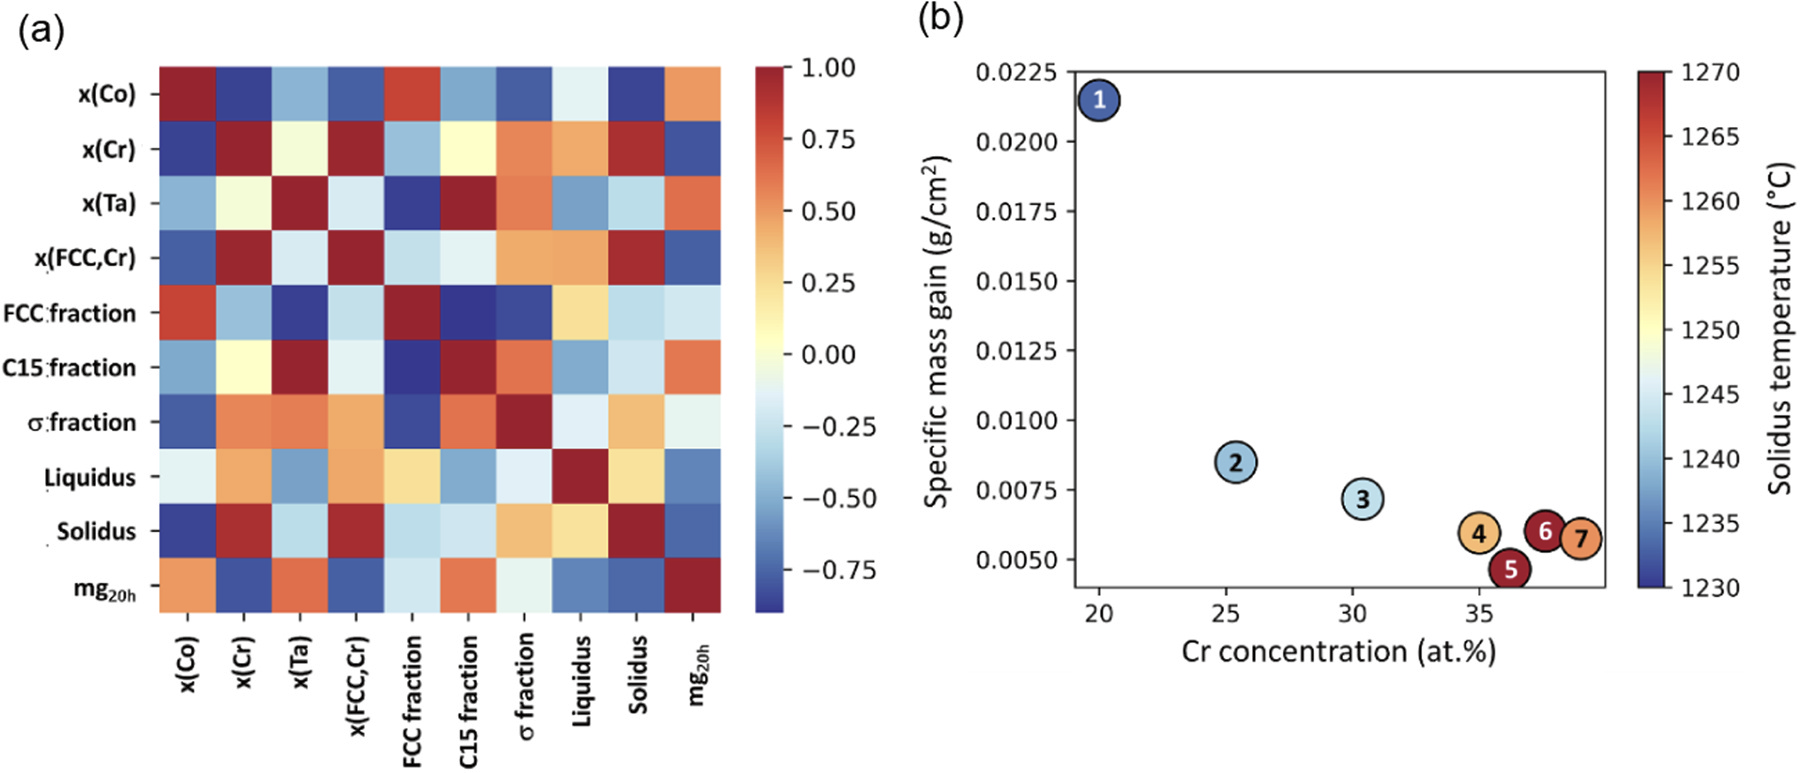 (a)
x(Co)
x(Cr)
x(Ta)
x(FCC,Cr)
FCC fraction
C15 fraction
σ fraction
Liquidus
Solidus
mg20h
x(Co)
x(Cr)
x(Ta)
x(FCC,Cr)
FCC fraction
C15 fraction
σ fraction
Liquidus
Solidus
mg20h
1.00
0.75
0.50
0.25
0.00
−0.25
−0.50
−0.75
(b)
Specific mass gain (g/cm²)
0.0225
0.0200
0.0175
0.0150
0.0125
0.0100
0.0075
0.0050
1
2
3
4
5
6
7
20
25
30
35
Cr concentration (at.%)
1270
1265
1260
1255
1250
1245
1240
1235
1230
Solidus temperature (°C)